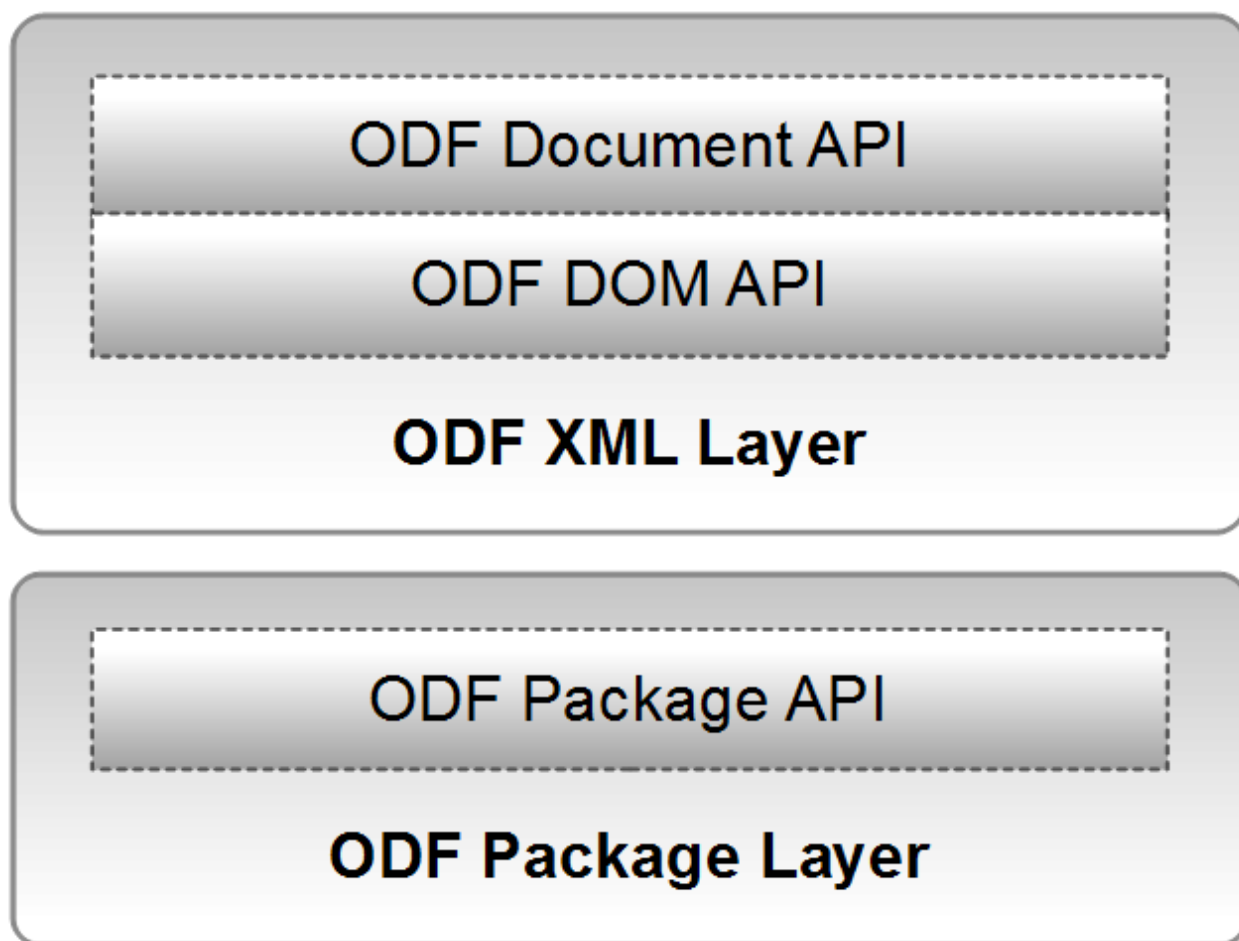 ODF Document API
ODF DOM API
ODF XML Layer
ODF Package API
ODF Package Layer